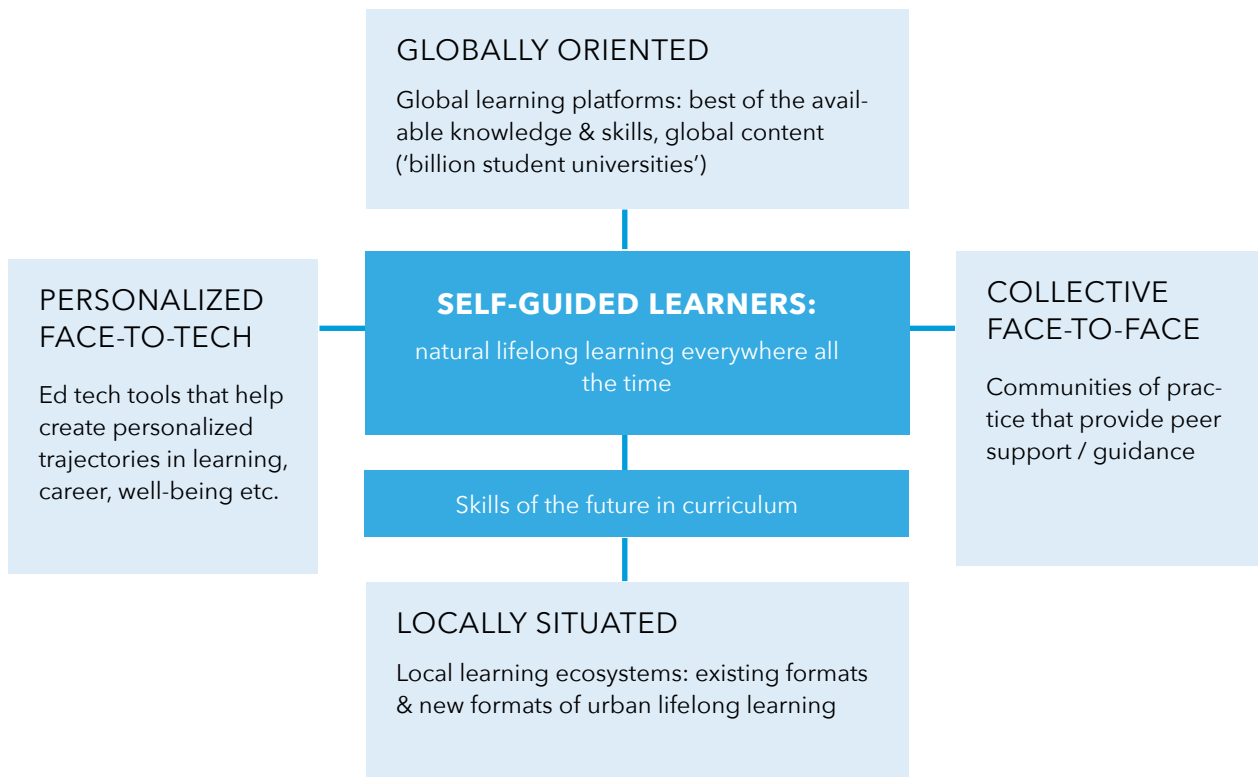 GLOBALLY ORIENTED
Global learning platforms: best of the avail-
able knowledge & skills, global content
(‘billion student universities’)
PERSONALIZED
FACE-TO-TECH
Ed tech tools that help
create personalized
trajectories in learning,
career, well-being etc.
SELF-GUIDED LEARNERS:
natural lifelong learning everywhere all
the time
Skills of the future in curriculum
COLLECTIVE
FACE-TO-FACE
Communities of prac-
tice that provide peer
support / guidance
LOCALLY SITUATED
Local learning ecosystems: existing formats
& new formats of urban lifelong learning